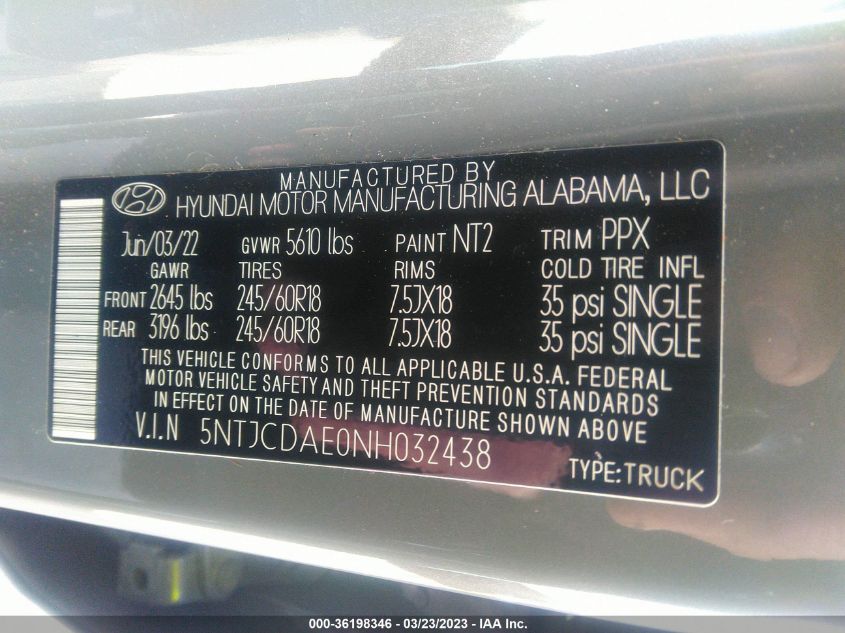 MANUFACTURED BY
HYUNDAI MOTOR MANUFACTURING ALABAMA, LLC
Jun/03/22 GVWR 5610 lbs PAINT NT2 TRIM PPX
GAWR TIRES RIMS COLD TIRE INFL
FRONT 2645 lbs 245/60R18 7.5JX18 35 psi SINGLE
REAR 3196 lbs 245/60R18 7.5JX18 35 psi SINGLE
THIS VEHICLE CONFORMS TO ALL APPLICABLE U.S.A. FEDERAL
MOTOR VEHICLE SAFETY AND THEFT PREVENTION STANDARDS
IN EFFECT ON THE DATE OF MANUFACTURE SHOWN ABOVE
V.I.N 5NTJCDAE0NH032438
TYPE:TRUCK
000-36198346 - 03/23/2023 - IAA Inc.